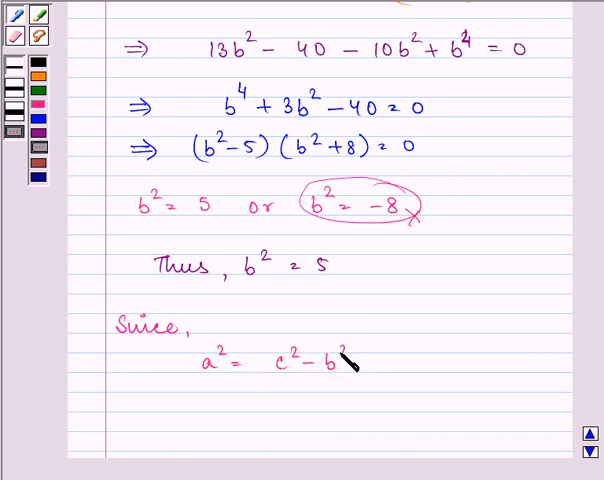 ⇒ 13b² - 40 - 10b² + b⁴ = 0
⇒ b⁴ + 3b² - 40 = 0
⇒ (b² - 5) (b² + 8) = 0
b² = 5 or b² = -8 ×
Thus, b² = 5
Since,
a² = c² - b²